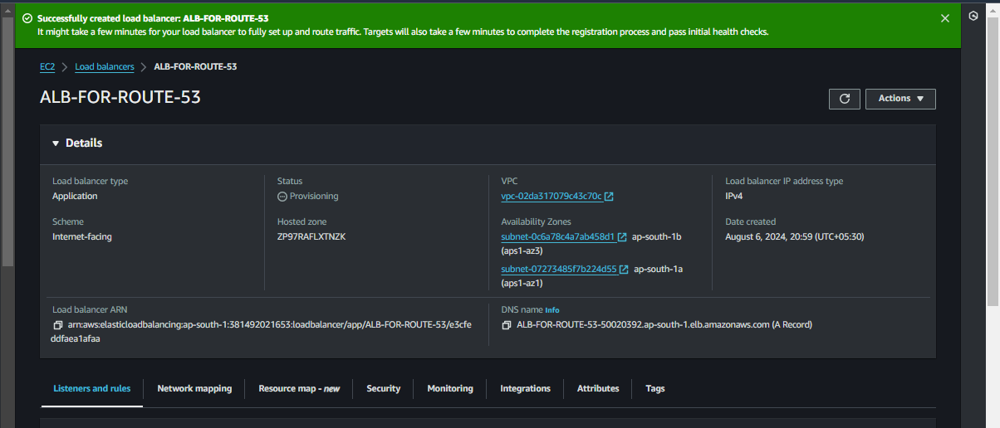 Successfully created load balancer: ALB-FOR-ROUTE-53
It might take a few minutes for your load balancer to fully set up and route traffic. Targets will also take a few minutes to complete the registration process and pass initial health checks.
EC2 > Load balancers > ALB-FOR-ROUTE-53
ALB-FOR-ROUTE-53
Actions
Details
Load balancer type
Application
Status
Provisioning
VPC
vpc-02da317079c43c70c
Load balancer IP address type
IPv4
Scheme
Internet-facing
Hosted zone
ZP97RAFLXTNZK
Availability Zones
subnet-0c6a78c4a7ab458d1 ap-south-1b
(aps1-az3)
subnet-07273485f7b224d55 ap-south-1a
(aps1-az1)
Date created
August 6, 2024, 20:59 (UTC+05:30)
Load balancer ARN
arn:aws:elasticloadbalancing:ap-south-1:381492021653:loadbalancer/app/ALB-FOR-ROUTE-53/e3cfe
ddfaea1afaa
DNS name Info
ALB-FOR-ROUTE-53-50020392.ap-south-1.elb.amazonaws.com (A Record)
Listeners and rules Network mapping Resource map - new Security Monitoring Integrations Attributes Tags